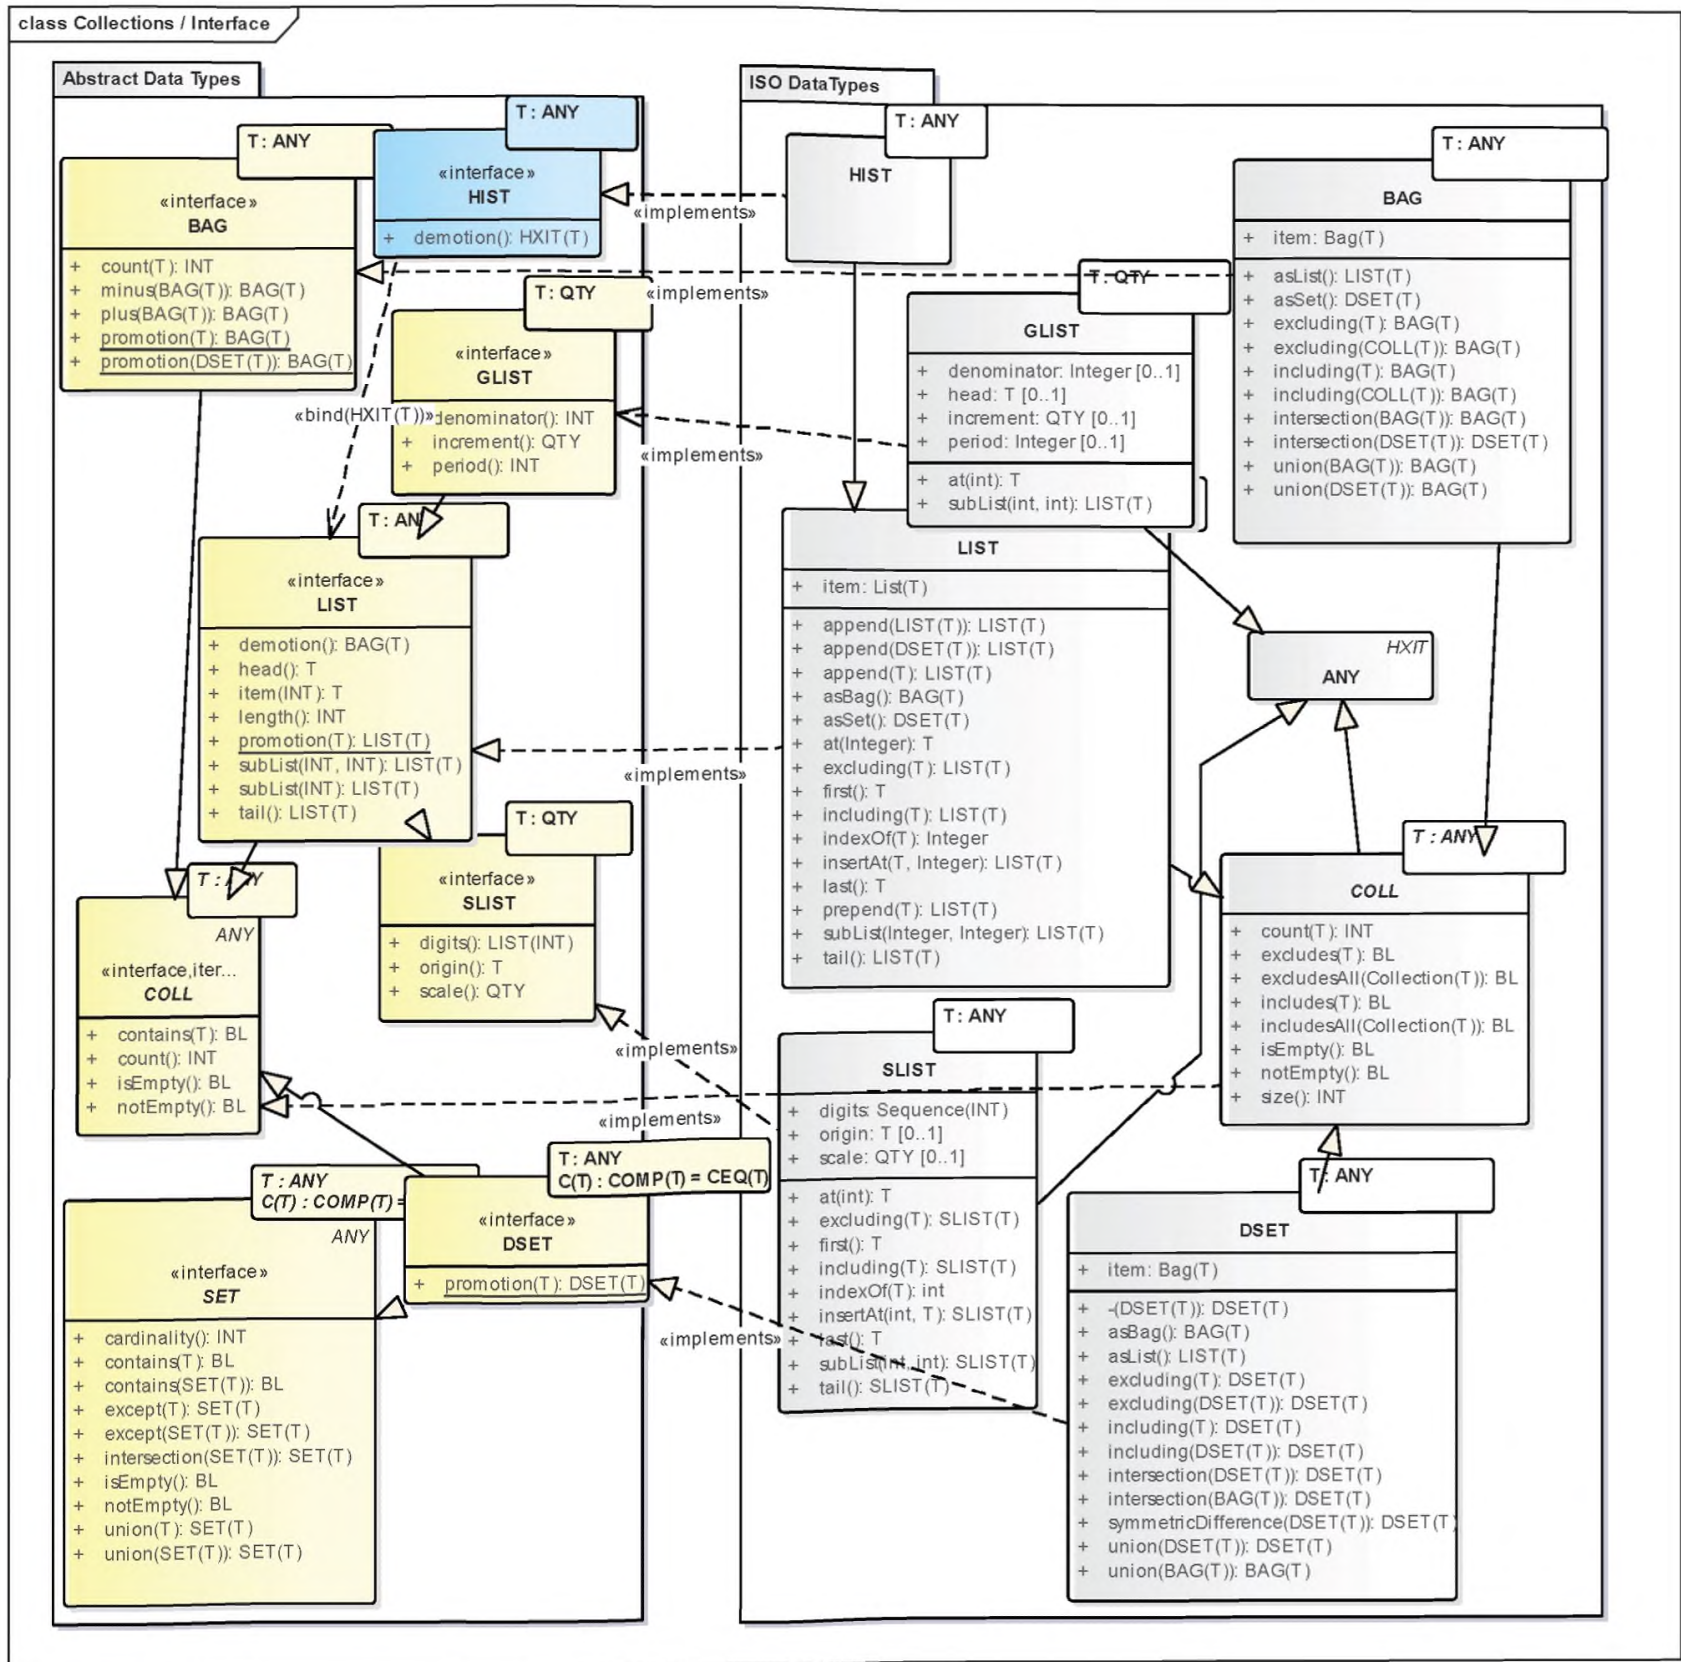 class Collections / Interface
Abstract Data Types
T : ANY
«interface»
BAG
+ count(T): INT
+ minus(BAG(T)): BAG(T)
+ plus(BAG(T)): BAG(T)
+ promotion(T): BAG(T)
+ promotion(DSET(T)): BAG(T)
T : ANY
«interface»
HIST
+ demotion(): HXIT(T)
T : QTY
«interface»
GLIST
denominator(): INT
+ increment(): QTY
+ period(): INT
«bind(HXIT(T))»
T : ANY
«interface»
LIST
+ demotion(): BAG(T)
+ head(): T
+ item(INT): T
+ length(): INT
+ promotion(T): LIST(T)
+ subList(INT, INT): LIST(T)
+ subList(INT): LIST(T)
+ tail(): LIST(T)
T : QTY
«interface»
SLIST
+ digits(): LIST(INT)
+ origin(): T
+ scale(): QTY
T : ANY
ANY
«interface,iter...
COLL
+ contains(T): BL
+ count(): INT
+ isEmpty(): BL
+ notEmpty(): BL
T : ANY
C(T) : COMP(T) = CEQ(T)
«interface»
DSET
+ promotion(T): DSET(T)
T : ANY
C(T) : COMP(T) =
ANY
«interface»
SET
+ cardinality(): INT
+ contains(T): BL
+ contains(SET(T)): BL
+ except(T): SET(T)
+ except(SET(T)): SET(T)
+ intersection(SET(T)): SET(T)
+ isEmpty(): BL
+ notEmpty(): BL
+ union(T): SET(T)
+ union(SET(T)): SET(T)
«implements»
«implements»
«implements»
«implements»
«implements»
«implements»
«implements»
ISO DataTypes
T : ANY
HIST
T : QTY
GLIST
+ denominator: Integer [0..1]
+ head: T [0..1]
+ increment: QTY [0..1]
+ period: Integer [0..1]
+ at(int): T
+ subList(int, int): LIST(T)
T : ANY
BAG
+ item: Bag(T)
+ asList(): LIST(T)
+ asSet(): DSET(T)
+ excluding(T): BAG(T)
+ excluding(COLL(T)): BAG(T)
+ including(T): BAG(T)
+ including(COLL(T)): BAG(T)
+ intersection(BAG(T)): BAG(T)
+ intersection(DSET(T)): DSET(T)
+ union(BAG(T)): BAG(T)
+ union(DSET(T)): BAG(T)
LIST
+ item: List(T)
+ append(LIST(T)): LIST(T)
+ append(DSET(T)): LIST(T)
+ append(T): LIST(T)
+ asBag(): BAG(T)
+ asSet(): DSET(T)
+ at(Integer): T
+ excluding(T): LIST(T)
+ first(): T
+ including(T): LIST(T)
+ indexOf(T): Integer
+ insertAt(T, Integer): LIST(T)
+ last(): T
+ prepend(T): LIST(T)
+ subList(Integer, Integer): LIST(T)
+ tail(): LIST(T)
HXIT
ANY
T : ANY
COLL
+ count(T): INT
+ excludes(T): BL
+ excludesAll(Collection(T)): BL
+ includes(T): BL
+ includesAll(Collection(T)): BL
+ isEmpty(): BL
+ notEmpty(): BL
+ size(): INT
T : ANY
SLIST
+ digits: Sequence(INT)
+ origin: T [0..1]
+ scale: QTY [0..1]
+ at(int): T
+ excluding(T): SLIST(T)
+ first(): T
+ including(T): SLIST(T)
+ indexOf(T): int
+ insertAt(int, T): SLIST(T)
+ last(): T
+ subList(int, int): SLIST(T)
+ tail(): SLIST(T)
T : ANY
DSET
+ item: Bag(T)
+ -(DSET(T)): DSET(T)
+ asBag(): BAG(T)
+ asList(): LIST(T)
+ excluding(T): DSET(T)
+ excluding(DSET(T)): DSET(T)
+ including(T): DSET(T)
+ including(DSET(T)): DSET(T)
+ intersection(DSET(T)): DSET(T)
+ intersection(BAG(T)): DSET(T)
+ symmetricDifference(DSET(T)): DSET(T)
+ union(DSET(T)): DSET(T)
+ union(BAG(T)): BAG(T)